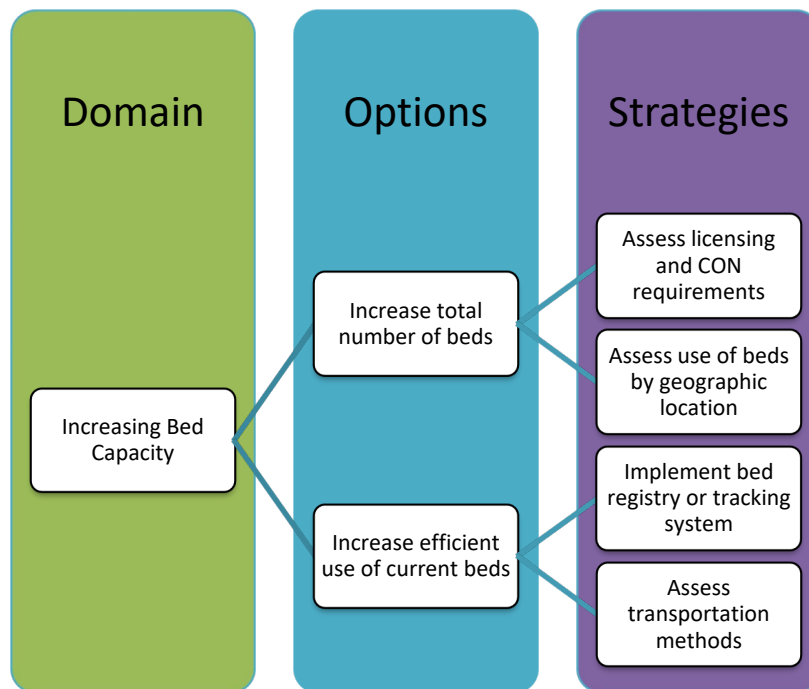 Domain
Options
Strategies
Increasing Bed
Capacity
Increase total
number of beds
Increase efficient
use of current beds
Assess licensing
and CON
requirements
Assess use of beds
by geographic
location
Implement bed
registry or tracking
system
Assess
transportation
methods